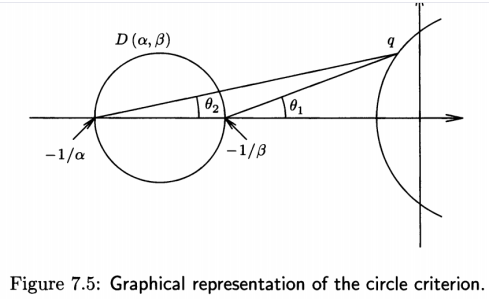 D (α, β)
q
θ₂
θ₁
-1/α
-1/β
Figure 7.5: Graphical representation of the circle criterion.